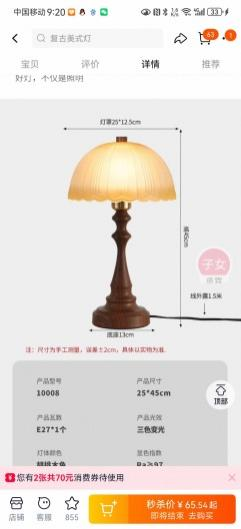 中国移动 9:20
33
复古美式灯
63
1
宝贝 评价 详情 推荐
好灯，不仅是照明
灯罩25*12.5cm
高45cm
子女
线外露1.5米
底座13cm
注：尺寸为手工测量，误差±2cm，具体以实物为准.
产品型号 产品尺寸
10008 25*45cm
顶部
产品瓦数 产品光效
E27*1个 三色变光
灯体颜色 显色指数
胡桃木色 Ra≥97
您有2张共70元消费券待使用
店铺 客服 855
秒杀价 ¥65.54起
即将结束 去购买